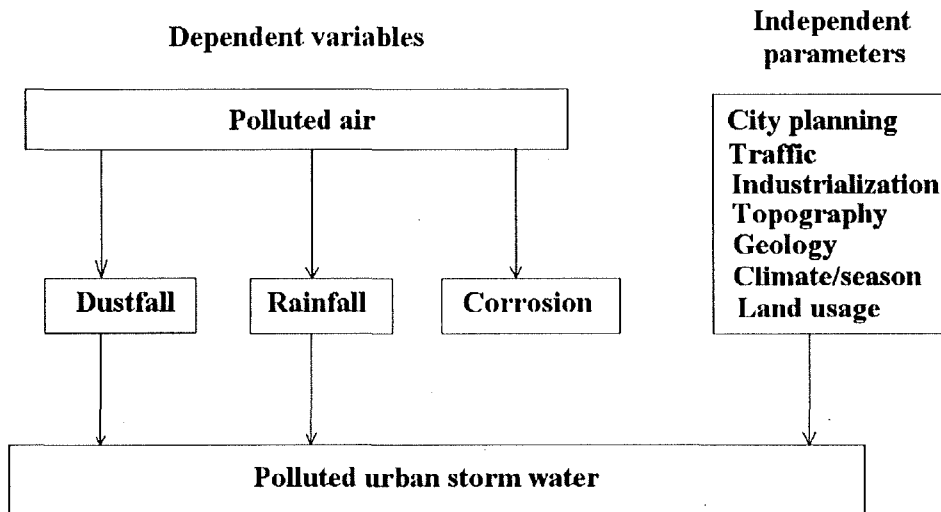 Dependent variables
Independent
parameters
Polluted air
City planning
Traffic
Industrialization
Topography
Geology
Climate/season
Land usage
Dustfall
Rainfall
Corrosion
Polluted urban storm water